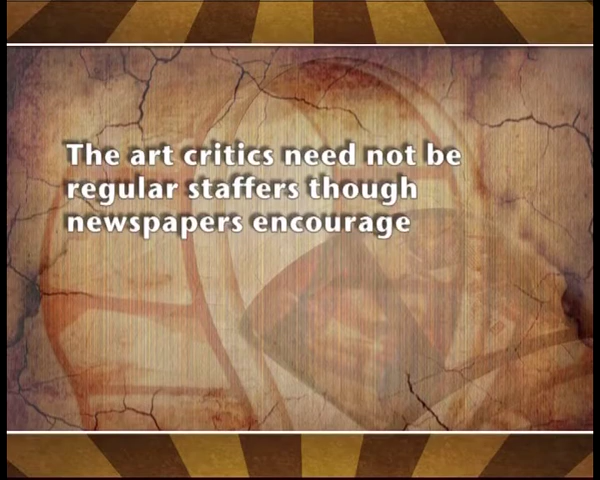 The art critics need not be
regular staffers though
newspapers encourage